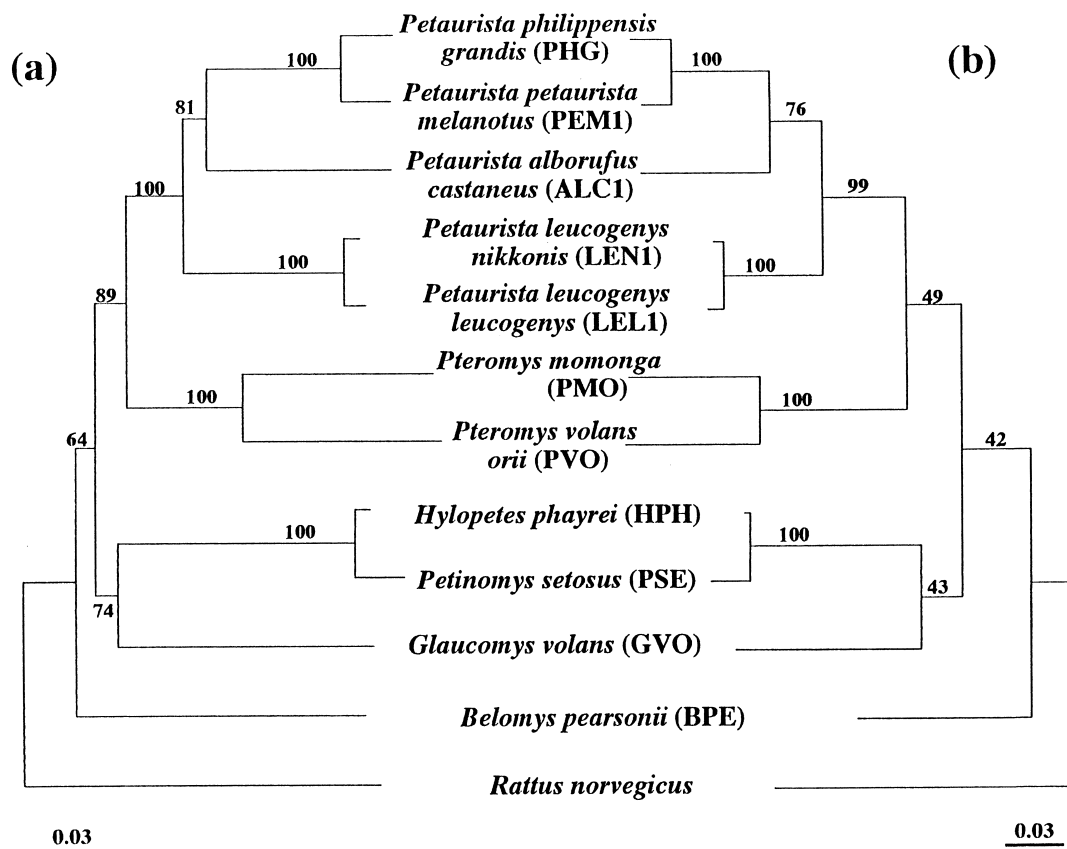 (a)
(b)
Petaurista philippensis
grandis (PHG)
100
100
Petaurista petaurista
melanotus (PEM1)
81
76
Petaurista alborufus
castaneus (ALC1)
100
99
Petaurista leucogenys
nikkonis (LEN1)
100
100
Petaurista leucogenys
leucogenys (LEL1)
89
49
Pteromys momonga
(PMO)
100
100
Pteromys volans
orii (PVO)
64
42
Hylopetes phayrei (HPH)
100
100
Petinomys setosus (PSE)
74
43
Glaucomys volans (GVO)
Belomys pearsonii (BPE)
Rattus norvegicus
0.03
0.03